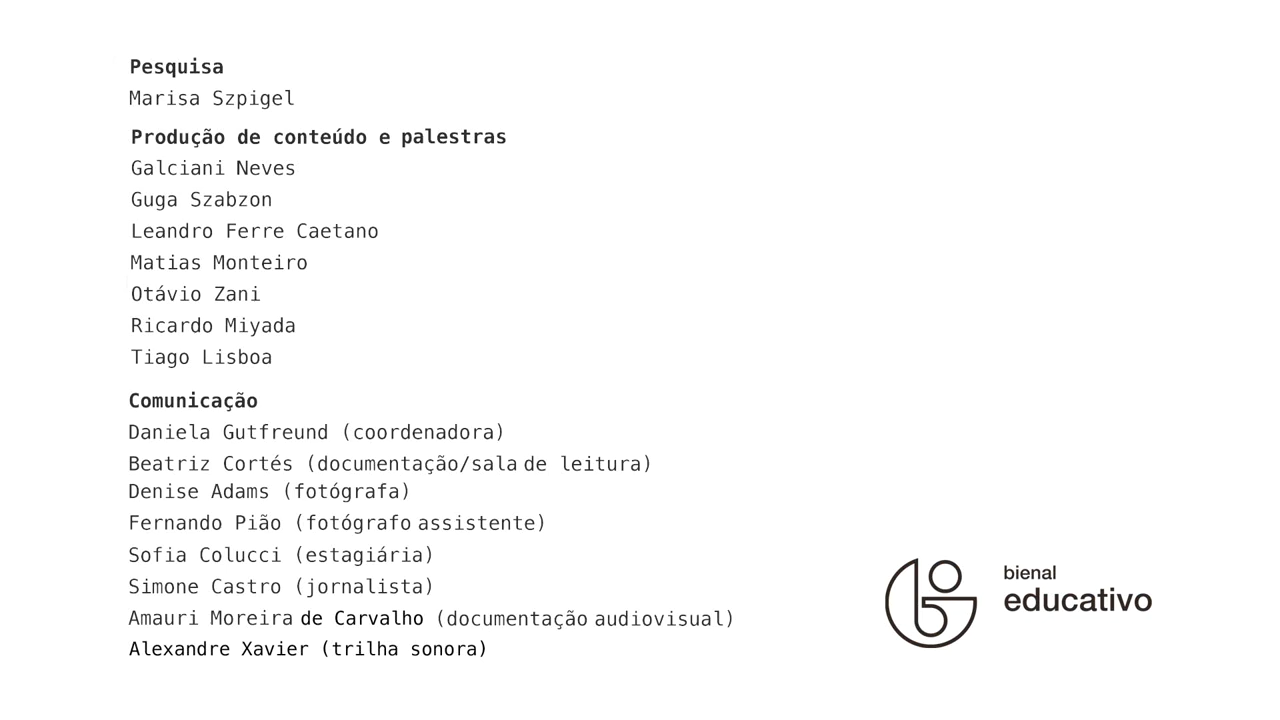 Pesquisa
Marisa Szpigel
Produção de conteúdo e palestras
Galciani Neves
Guga Szabzon
Leandro Ferre Caetano
Matias Monteiro
Otávio Zani
Ricardo Miyada
Tiago Lisboa
Comunicação
Daniela Gutfreund (coordenadora)
Beatriz Cortés (documentação/sala de leitura)
Denise Adams (fotógrafa)
Fernando Pião (fotógrafo assistente)
Sofia Colucci (estagiária)
Simone Castro (jornalista)
Amauri Moreira de Carvalho (documentação audiovisual)
Alexandre Xavier (trilha sonora)
bienal
educativo